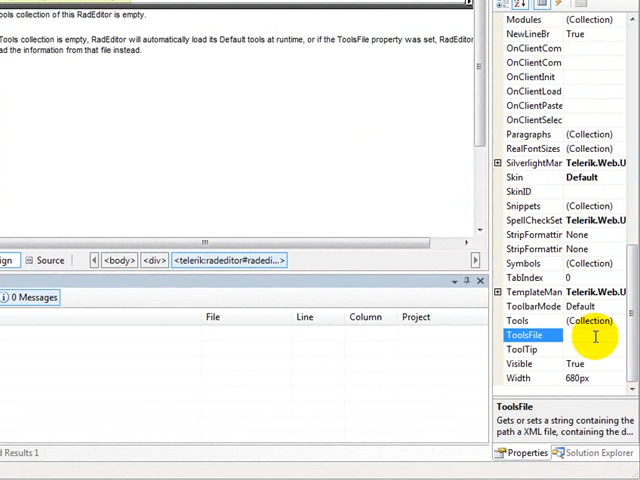 ools collection of this RadEditor is empty.
Tools collection is empty, RadEditor will automatically load its Default tools at runtime, or if the ToolsFile property was set, RadEditor
ad the information from that file instead.
ign Source <body> <div> <telerik:radeditor#radedi...>
0 Messages
File Line Column Project
d Results 1
Modules (Collection)
NewLineBr True
OnClientCom
OnClientCom
OnClientInit
OnClientLoad
OnClientPaste
OnClientSelec
Paragraphs (Collection)
RealFontSizes (Collection)
SilverlightMar Telerik.Web.U
Skin Default
SkinID
Snippets (Collection)
SpellCheckSet Telerik.Web.U
StripFormattir None
StripFormattir None
Symbols (Collection)
TabIndex 0
TemplateMan Telerik.Web.U
ToolbarMode Default
Tools (Collection)
ToolsFile
ToolTip
Visible True
Width 680px
ToolsFile
Gets or sets a string containing the
path a XML file, containing the d...
Properties Solution Explorer